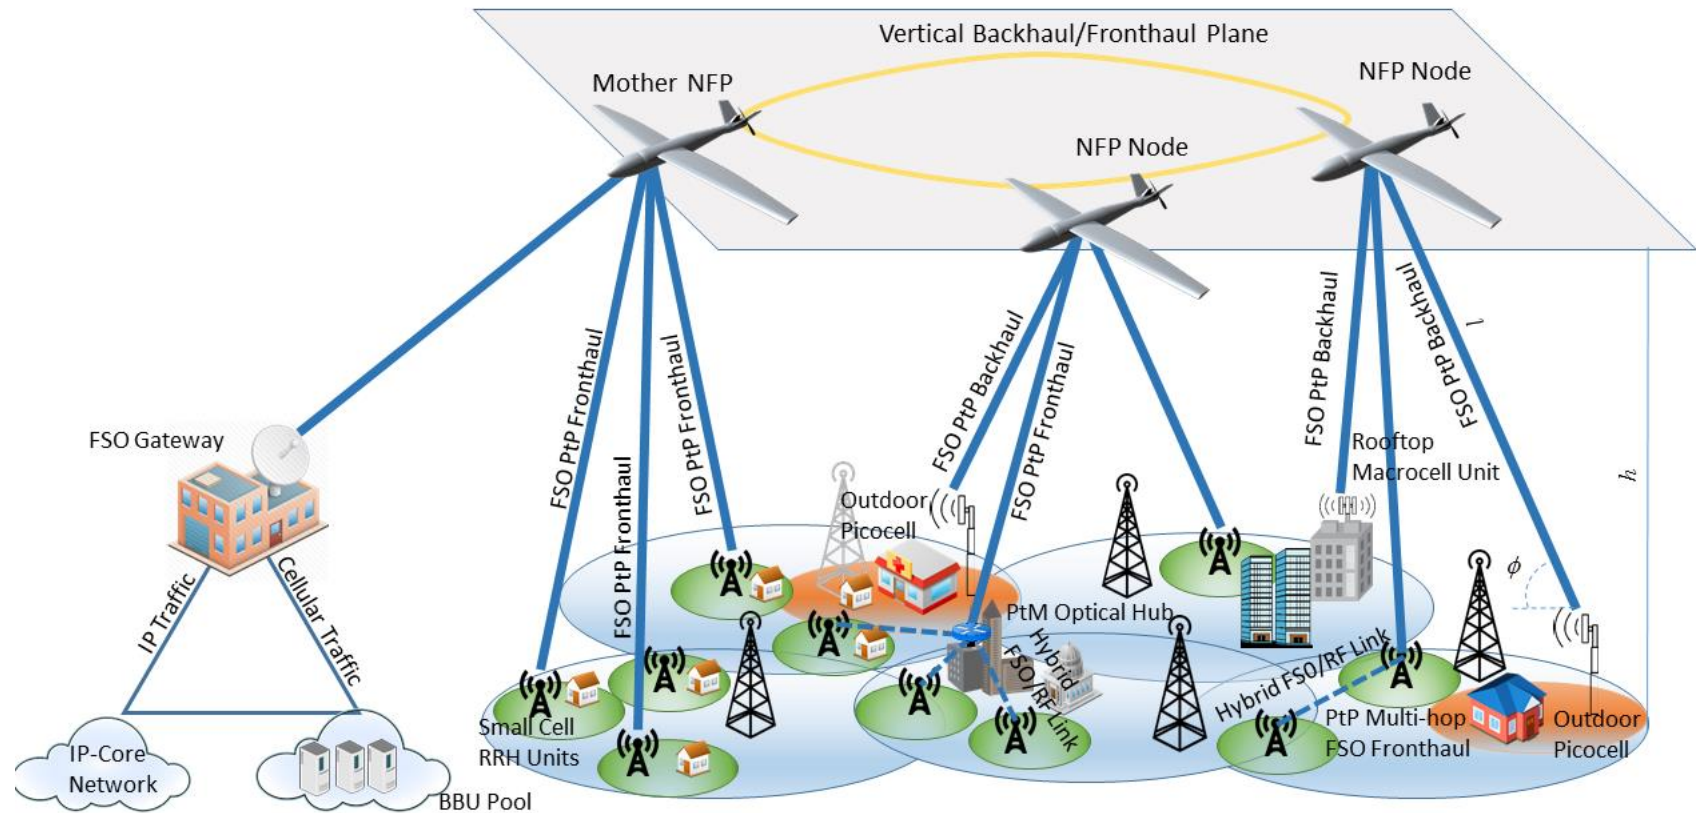 Vertical Backhaul/Fronthaul Plane
Mother NFP
NFP Node
NFP Node
FSO PtP Fronthaul
FSO PtP Fronthaul
FSO PtP Fronthaul
FSO PtP Backhaul
FSO PtP Fronthaul
FSO PtP Backhaul
FSO PtP Backhaul
l
h
ϕ
FSO Gateway
IP Traffic
Cellular Traffic
IP-Core
Network
BBU Pool
Small Cell
RRH Units
Outdoor
Picocell
PtM Optical Hub
Hybrid
FSO/RF Link
Rooftop
Macrocell Unit
Hybrid FSO/RF Link
PtP Multi-hop
FSO Fronthaul
Outdoor
Picocell